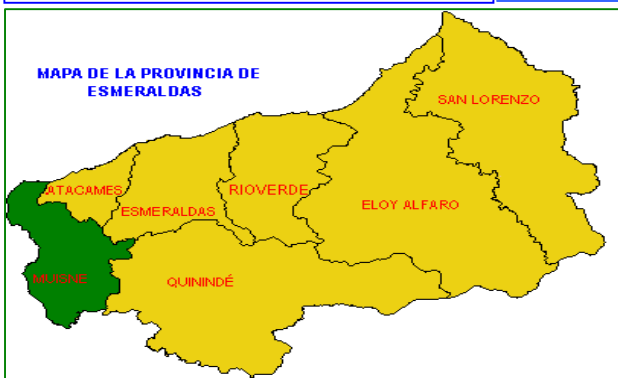 MAPA DE LA PROVINCIA DE
ESMERALDAS
SAN LORENZO
ATACAMES
RIOVERDE
ESMERALDAS
ELOY ALFARO
MUISNE
QUININDÉ